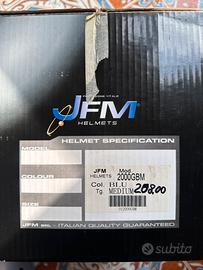 JFM
HELMETS
HELMET SPECIFICATION
MODEL
JFM
HELMETS
Mod.
2000GBM
COLOUR
Col. BLU
Tg. MEDIUM
20800
SIZE
JFM SRL - ITALIAN QUALITY GUARANTEED
subito